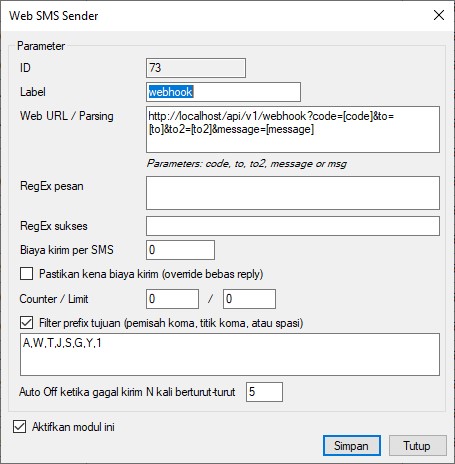 Web SMS Sender
Parameter
ID
73
Label
webhook
Web URL / Parsing
http://localhost/api/v1/webhook?code=[code]&to=
[to]&to2=[to2]&message=[message]
Parameters: code, to, to2, message or msg
RegEx pesan
RegEx sukses
Biaya kirim per SMS
0
Pastikan kena biaya kirim (override bebas reply)
Counter / Limit
0 / 0
Filter prefix tujuan (pemisah koma, titik koma, atau spasi)
A,W,T,J,S,G,Y,1
Auto Off ketika gagal kirim N kali berturut-turut
5
Aktifkan modul ini
Simpan
Tutup